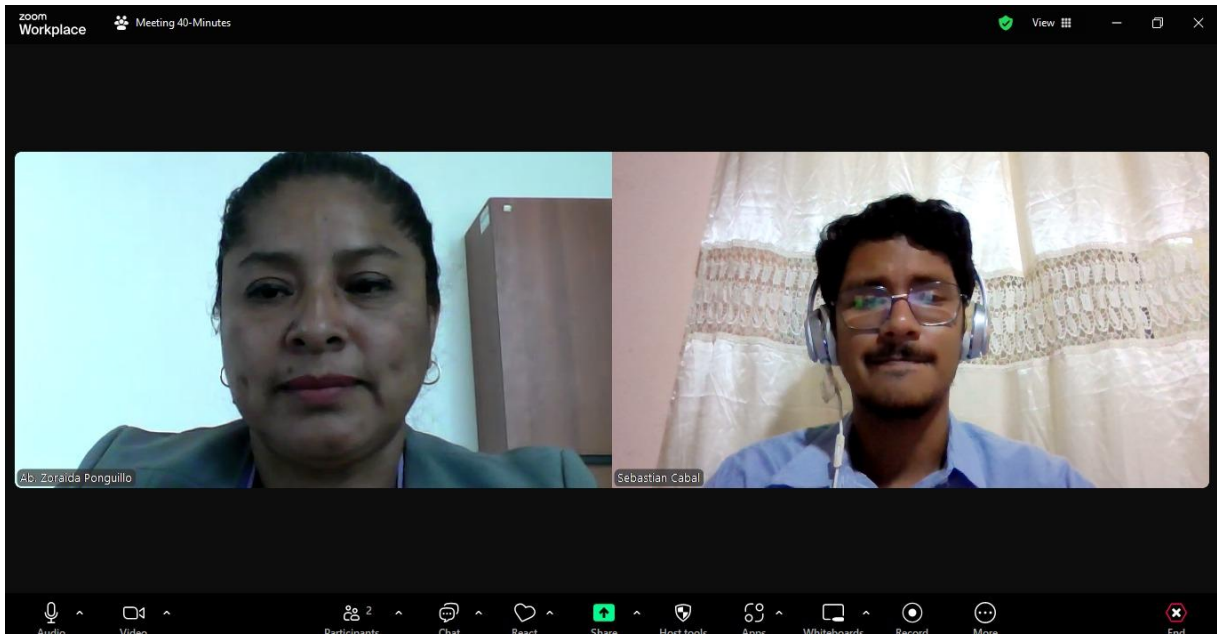 zoom
Workplace
Meeting 40-Minutes
View
Ab. Zoraida Ponguillo
Sebastian Cabal
2
Audio
Video
Participants
Chat
React
Share
Host tools
Apps
Whiteboards
Record
More
End